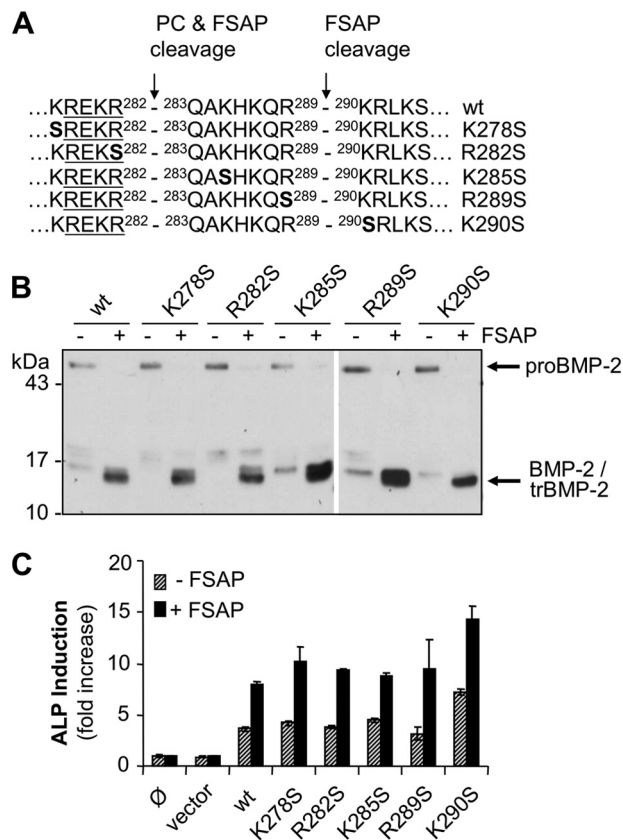 A
PC & FSAP cleavage
FSAP cleavage
...KREKR282 - 283QAKHKQR289 - 290KRLKS... wt
...SREKR282 - 283QAKHKQR289 - 290KRLKS... K278S
...KREKS282 - 283QAKHKQR289 - 290KRLKS... R282S
...KREKR282 - 283QASHKQR289 - 290KRLKS... K285S
...KREKR282 - 283QAKHKQS289 - 290KRLKS... R289S
...KREKR282 - 283QAKHKQR289 - 290SRLKS... K290S
B
wt K278S R282S K285S R289S K290S
- + - + - + - + - + - + FSAP
kDa
43 -
17 -
10 -
proBMP-2
BMP-2 /
trBMP-2
C
ALP Induction
(fold increase)
20
15
10
5
0
- FSAP
+ FSAP
Ø vector wt K278S R282S K285S R289S K290S